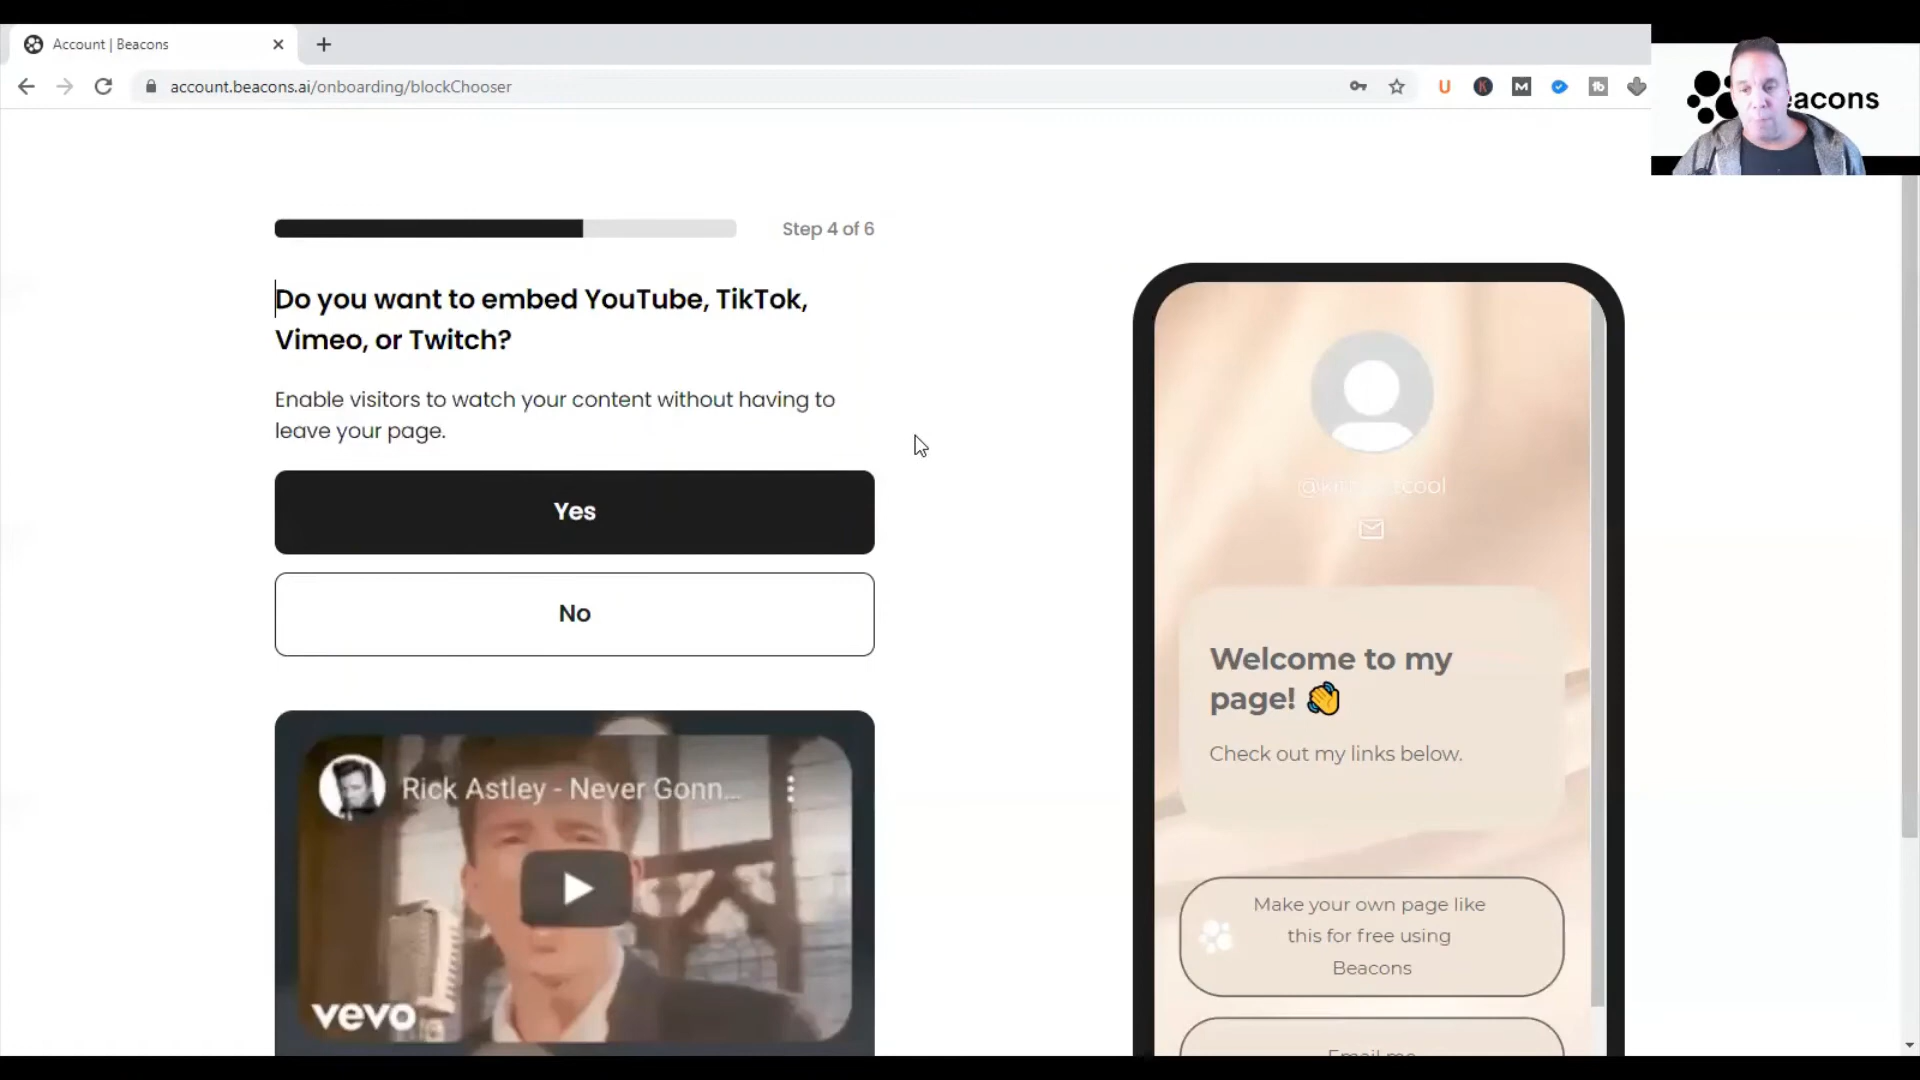 Account | Beacons
account.beacons.ai/onboarding/blockChooser
eacons
Step 4 of 6
Do you want to embed YouTube, TikTok,
Vimeo, or Twitch?
Enable visitors to watch your content without having to
leave your page.
Yes
No
Rick Astley - Never Gonn...
vevo
Welcome to my
page! 👋
Check out my links below.
Make your own page like
this for free using
Beacons
Email me